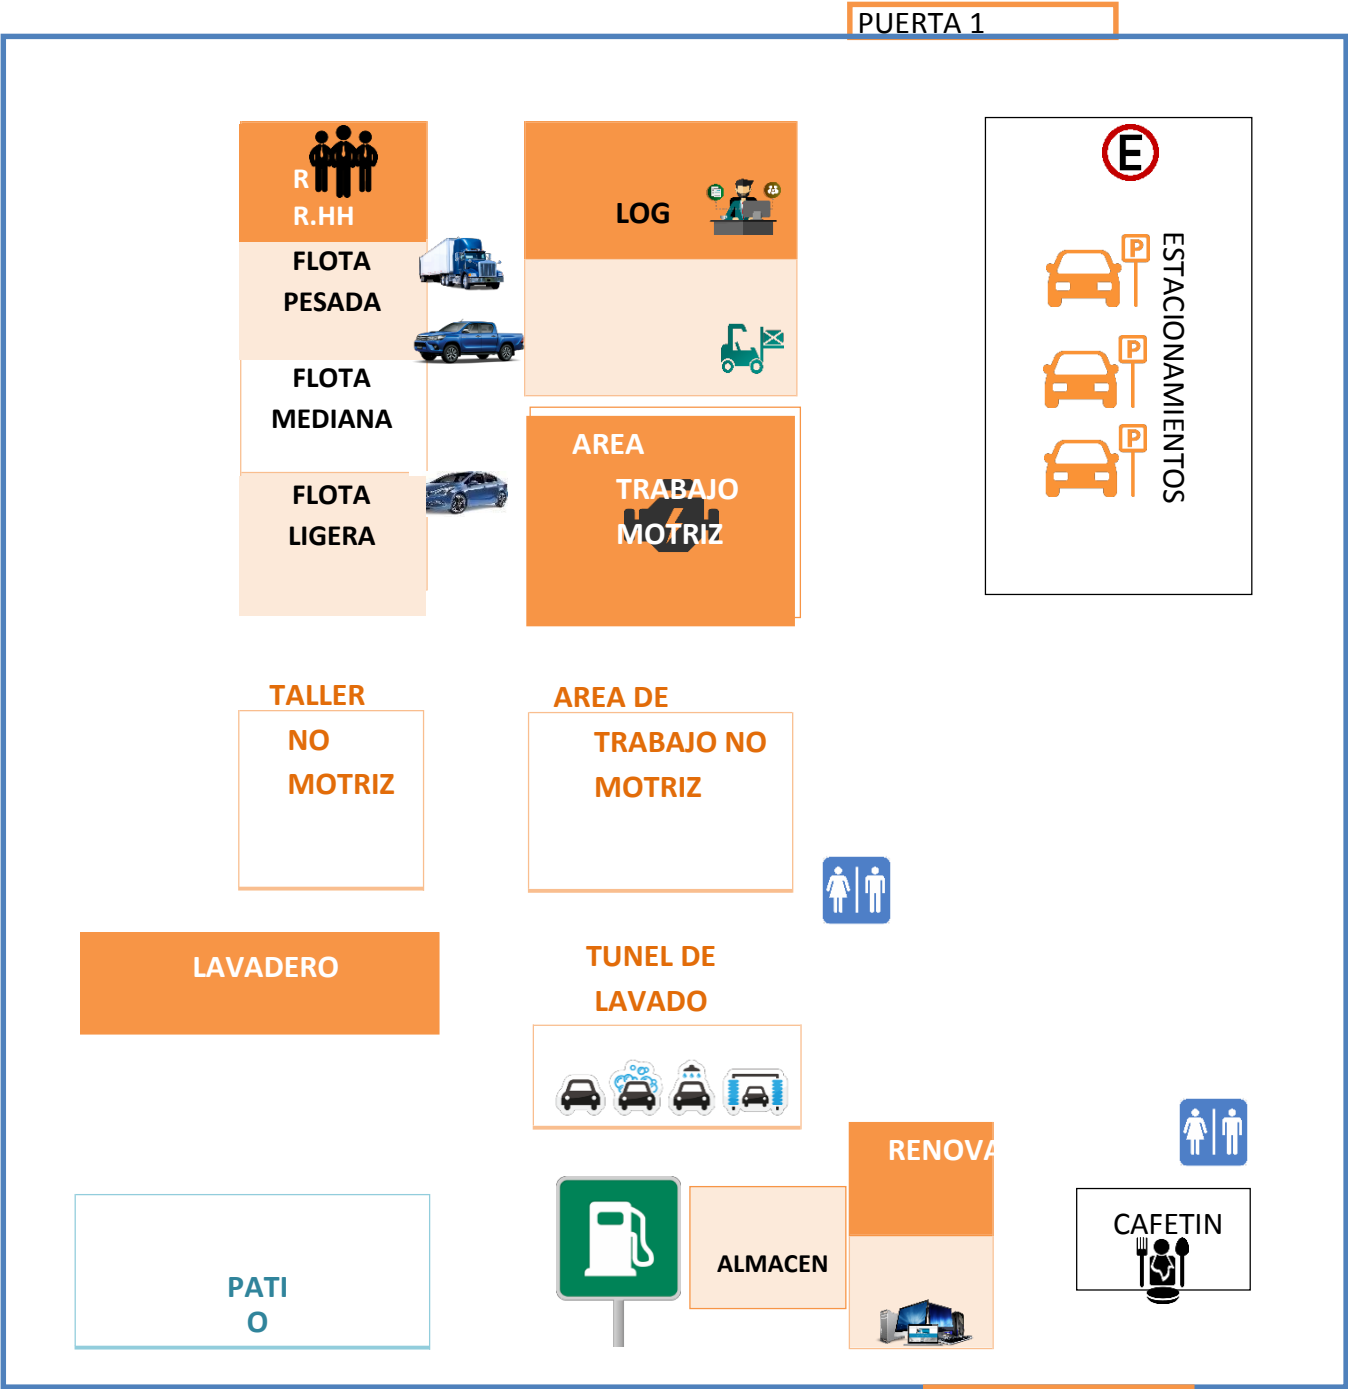 PUERTA 1
R
R.HH
FLOTA
PESADA
FLOTA
MEDIANA
FLOTA
LIGERA
LOG
AREA
TRABAJO
MOTRIZ
E
P
P
P
ESTACIONAMIENTOS
TALLER
NO
MOTRIZ
AREA DE
TRABAJO NO
MOTRIZ
LAVADERO
TUNEL DE
LAVADO
RENOVA
ALMACEN
CAFETIN
PATI
O